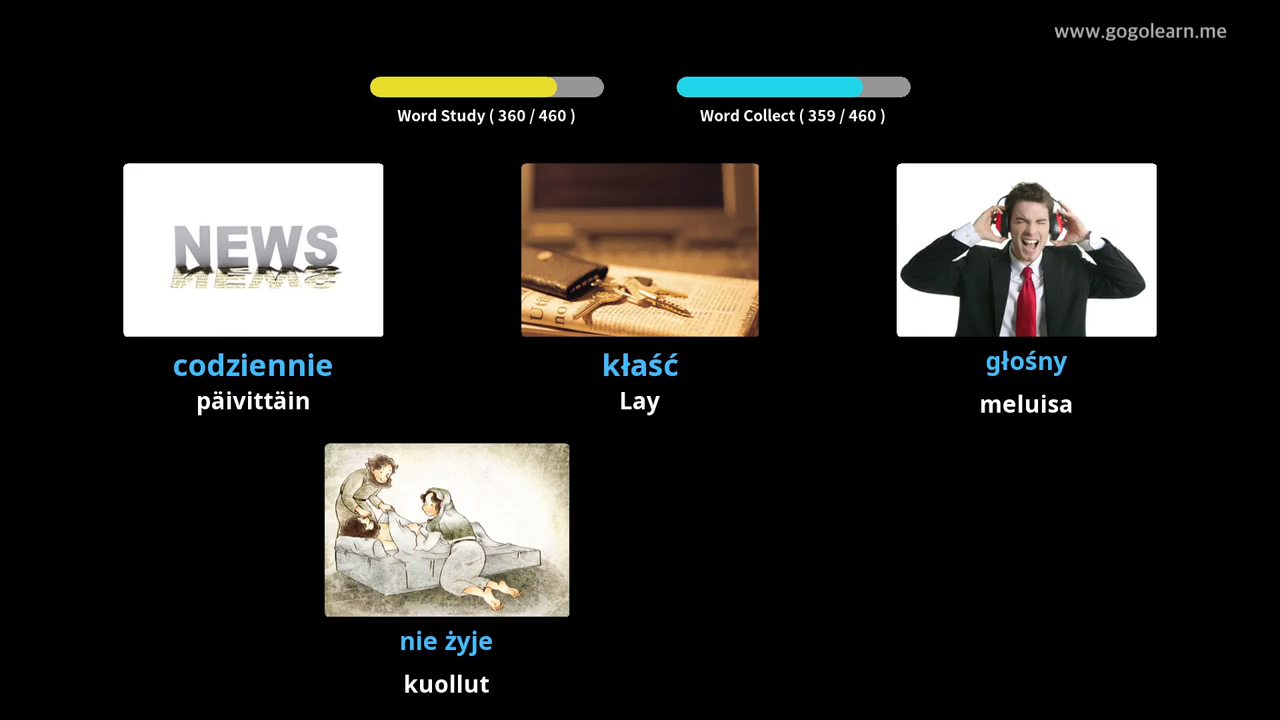 www.gogolearn.me
Word Study ( 360 / 460 )
Word Collect ( 359 / 460 )
NEWS
codziennie
kłaść
głośny
päivittäin
Lay
meluisa
nie żyje
kuollut